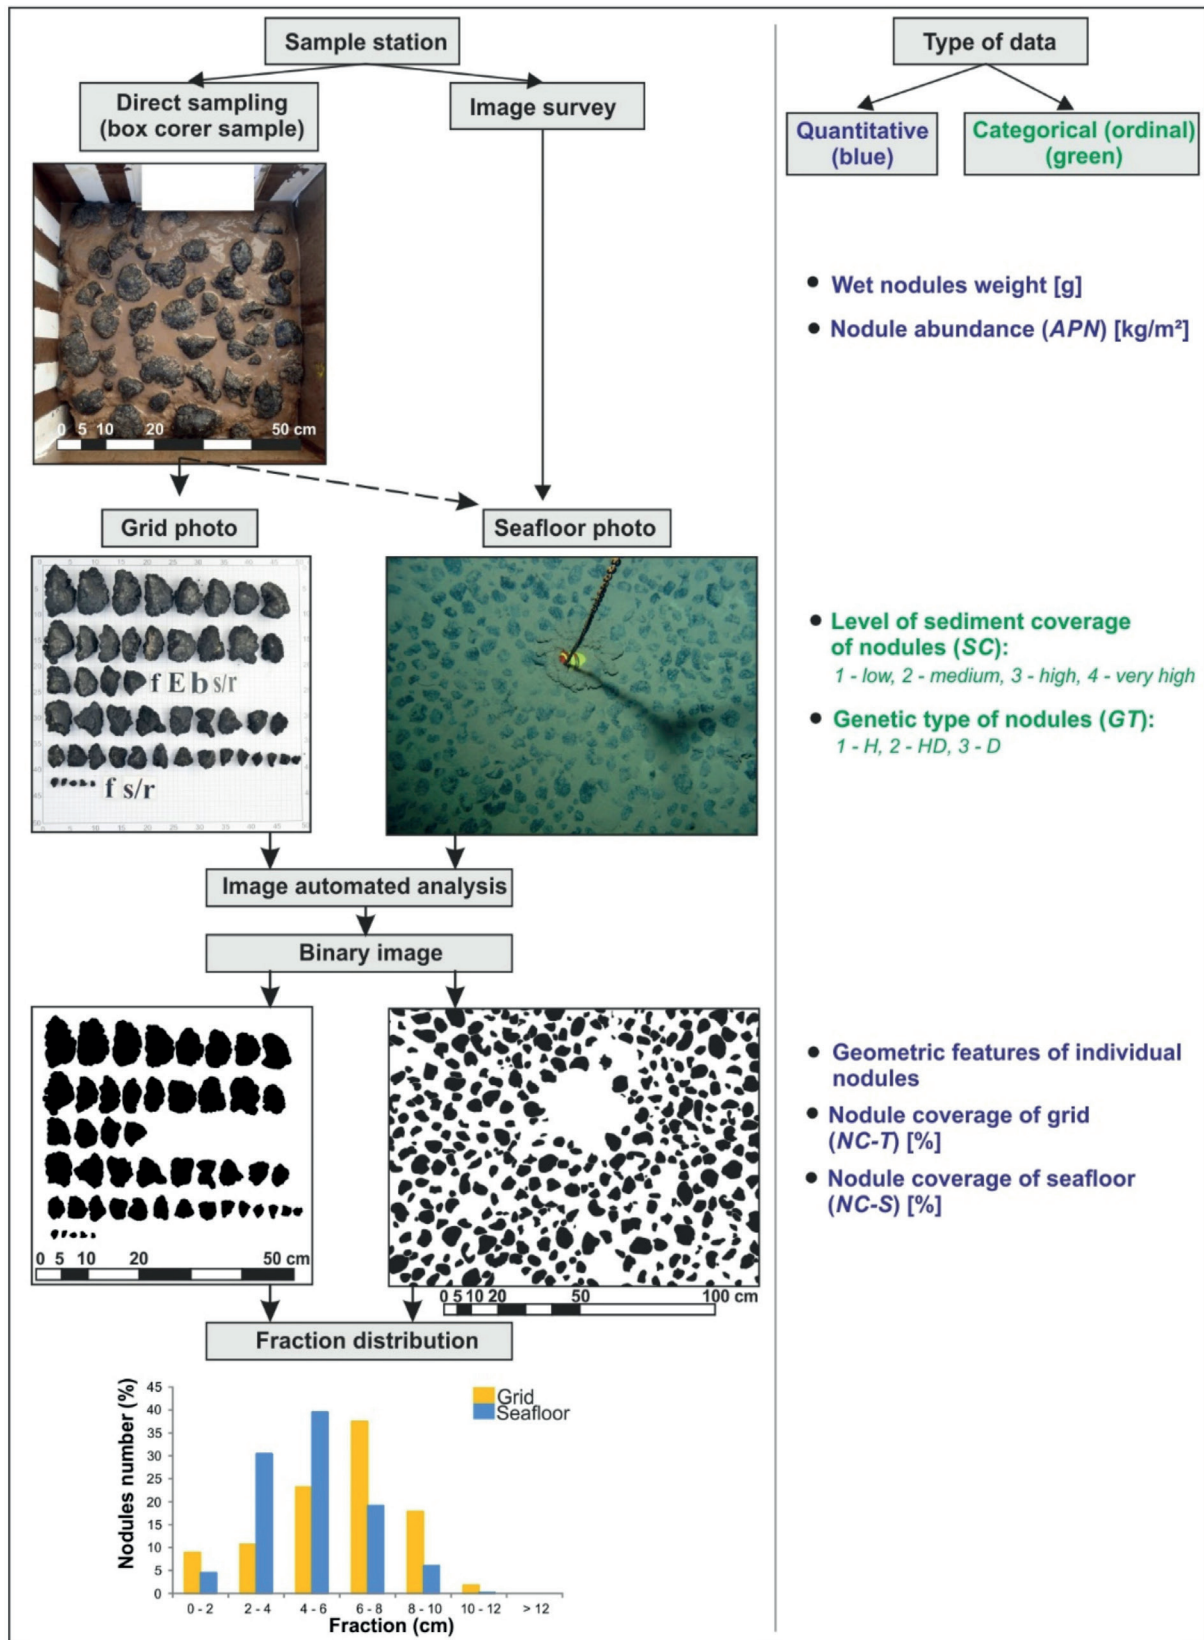 Sample station
Type of data
Direct sampling
(box corer sample)
Image survey
Quantitative
(blue)
Categorical (ordinal)
(green)
0 5 10 20 50 cm
● Wet nodules weight [g]
● Nodule abundance (APN) [kg/m²]
Grid photo
Seafloor photo
f E b s/r
f s/r
● Level of sediment coverage
of nodules (SC):
1 - low, 2 - medium, 3 - high, 4 - very high
● Genetic type of nodules (GT):
1 - H, 2 - HD, 3 - D
Image automated analysis
Binary image
0 5 10 20 50 cm
0 5 10 20 50 100 cm
● Geometric features of individual
nodules
● Nodule coverage of grid
(NC-T) [%]
● Nodule coverage of seafloor
(NC-S) [%]
Fraction distribution
Nodules number (%)
45
40
35
30
25
20
15
10
5
0
Grid
Seafloor
0 - 2 2 - 4 4 - 6 6 - 8 8 - 10 10 - 12 > 12
Fraction (cm)